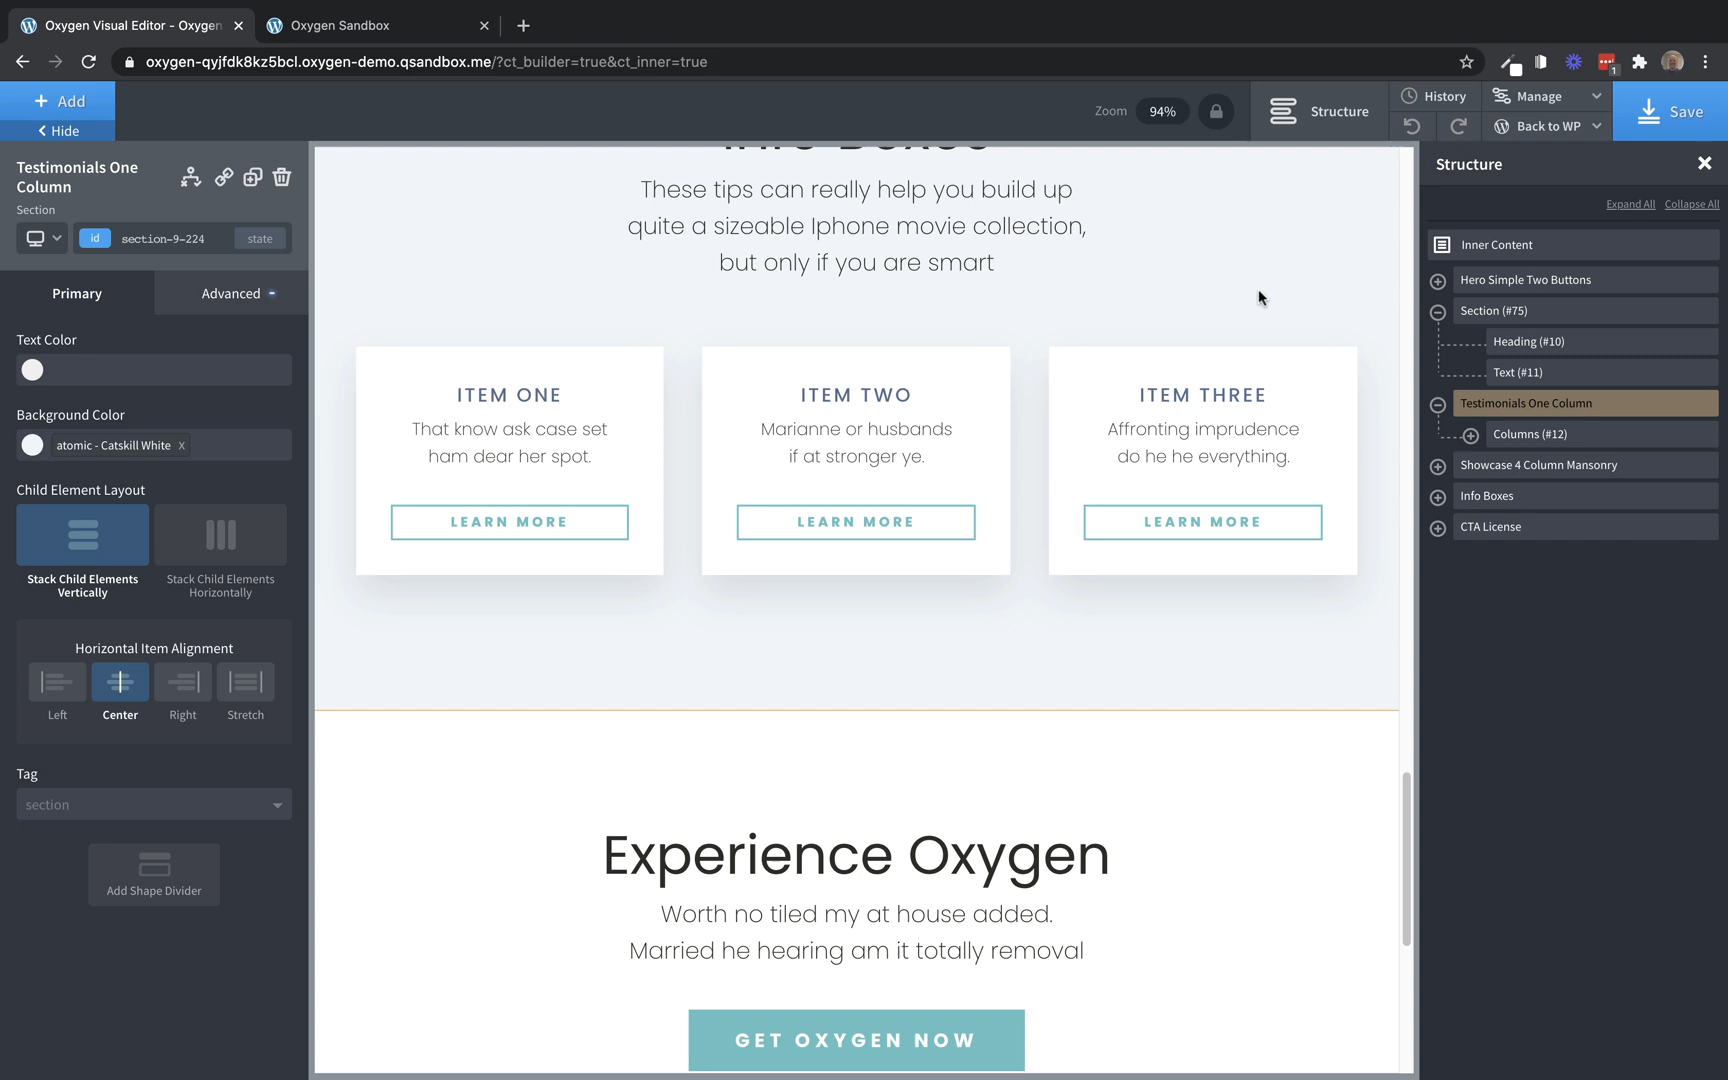 Oxygen Visual Editor - Oxygen
Oxygen Sandbox
oxygen-qyjfdk8kz5bcl.oxygen-demo.qsandbox.me/?ct_builder=true&ct_inner=true
1
+ Add
Hide
Zoom
94%
Structure
History
Manage
Back to WP
Save
Testimonials One
Column
Section
id
section-9-224
state
Primary
Advanced
Text Color
Background Color
atomic - Catskill White x
Child Element Layout
Stack Child Elements
Vertically
Stack Child Elements
Horizontally
Horizontal Item Alignment
Left
Center
Right
Stretch
Tag
section
Add Shape Divider
Info Boxes
These tips can really help you build up
quite a sizeable Iphone movie collection,
but only if you are smart
ITEM ONE
That know ask case set
ham dear her spot.
LEARN MORE
ITEM TWO
Marianne or husbands
if at stronger ye.
LEARN MORE
ITEM THREE
Affronting imprudence
do he he everything.
LEARN MORE
Experience Oxygen
Worth no tiled my at house added.
Married he hearing am it totally removal
GET OXYGEN NOW
Structure
Expand All
Collapse All
Inner Content
Hero Simple Two Buttons
Section (#75)
Heading (#10)
Text (#11)
Testimonials One Column
Columns (#12)
Showcase 4 Column Mansonry
Info Boxes
CTA License